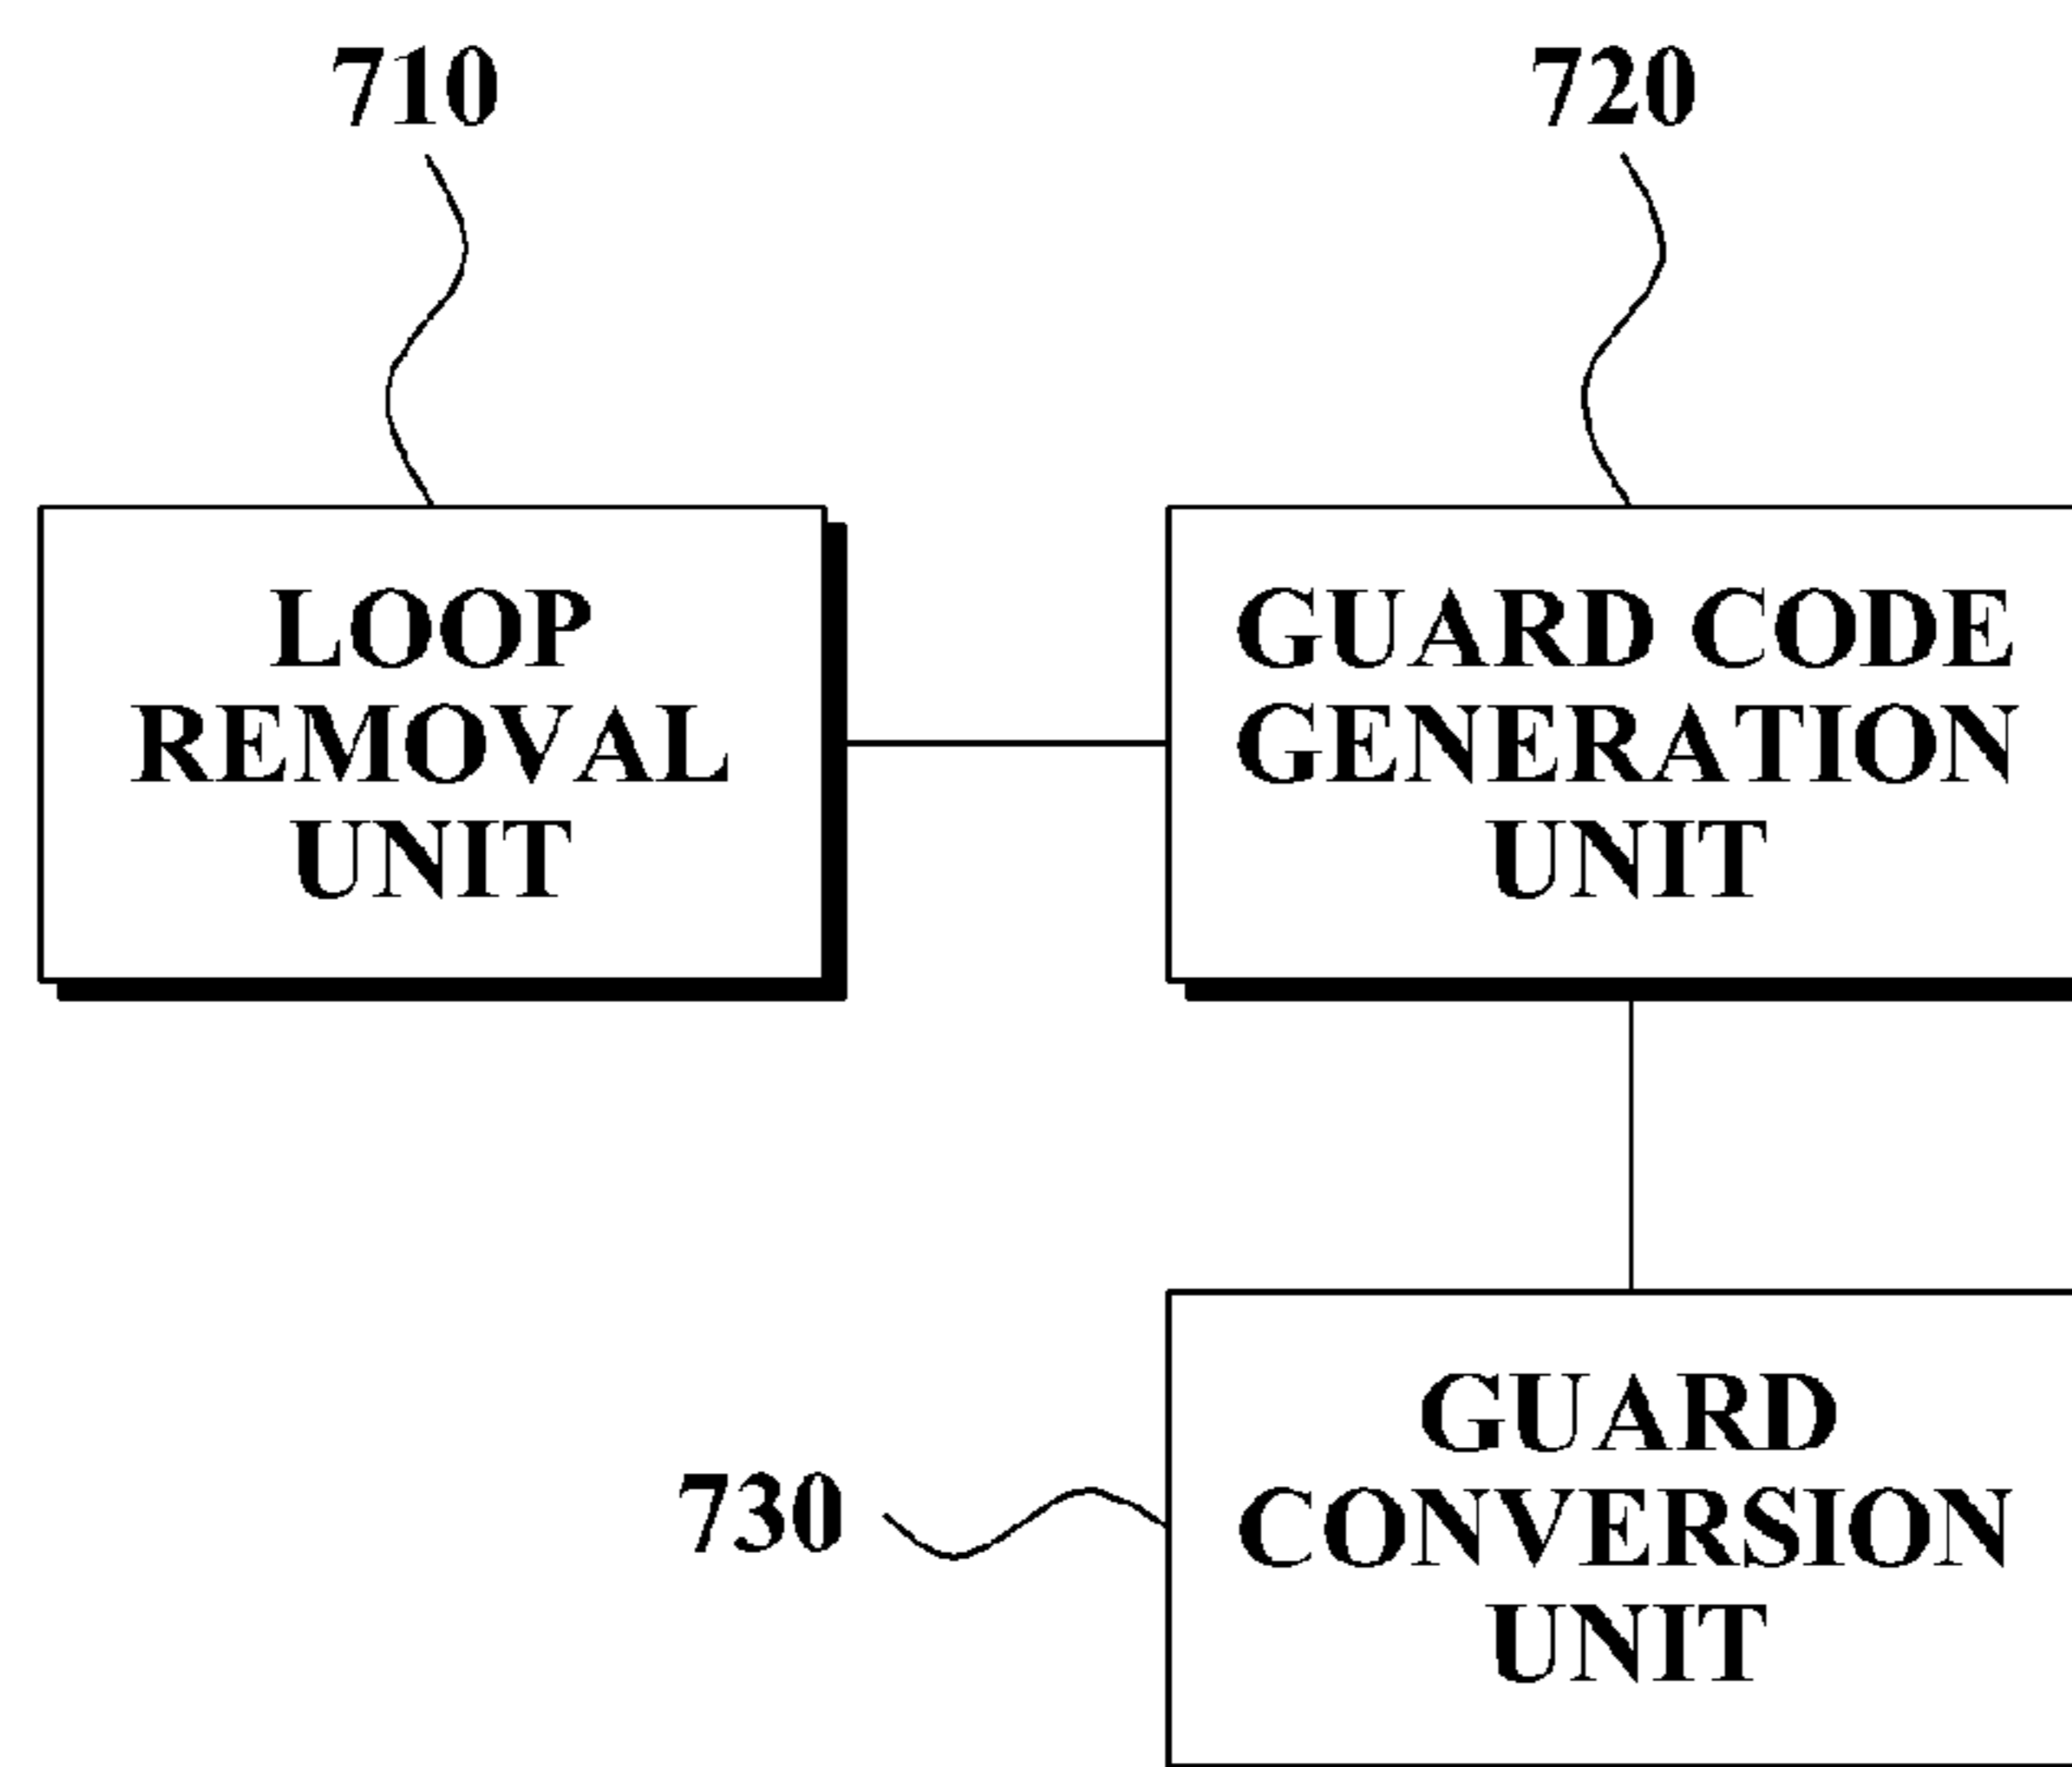 710
720
LOOP
REMOVAL
UNIT
GUARD CODE
GENERATION
UNIT
730
GUARD
CONVERSION
UNIT